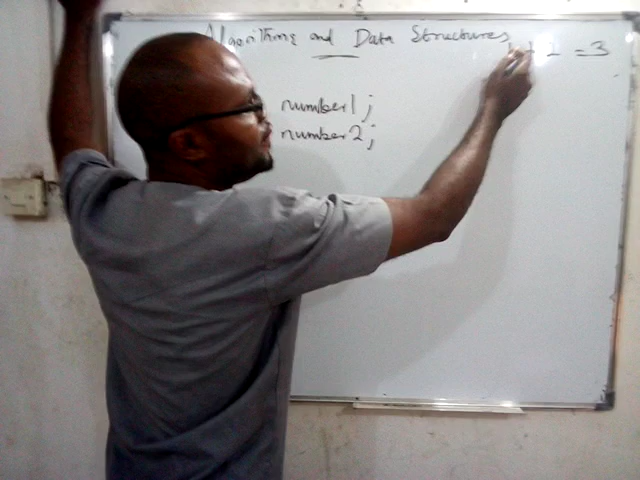 Algorithms and Data Structures
1 + 2 = 3
number1;
number2;